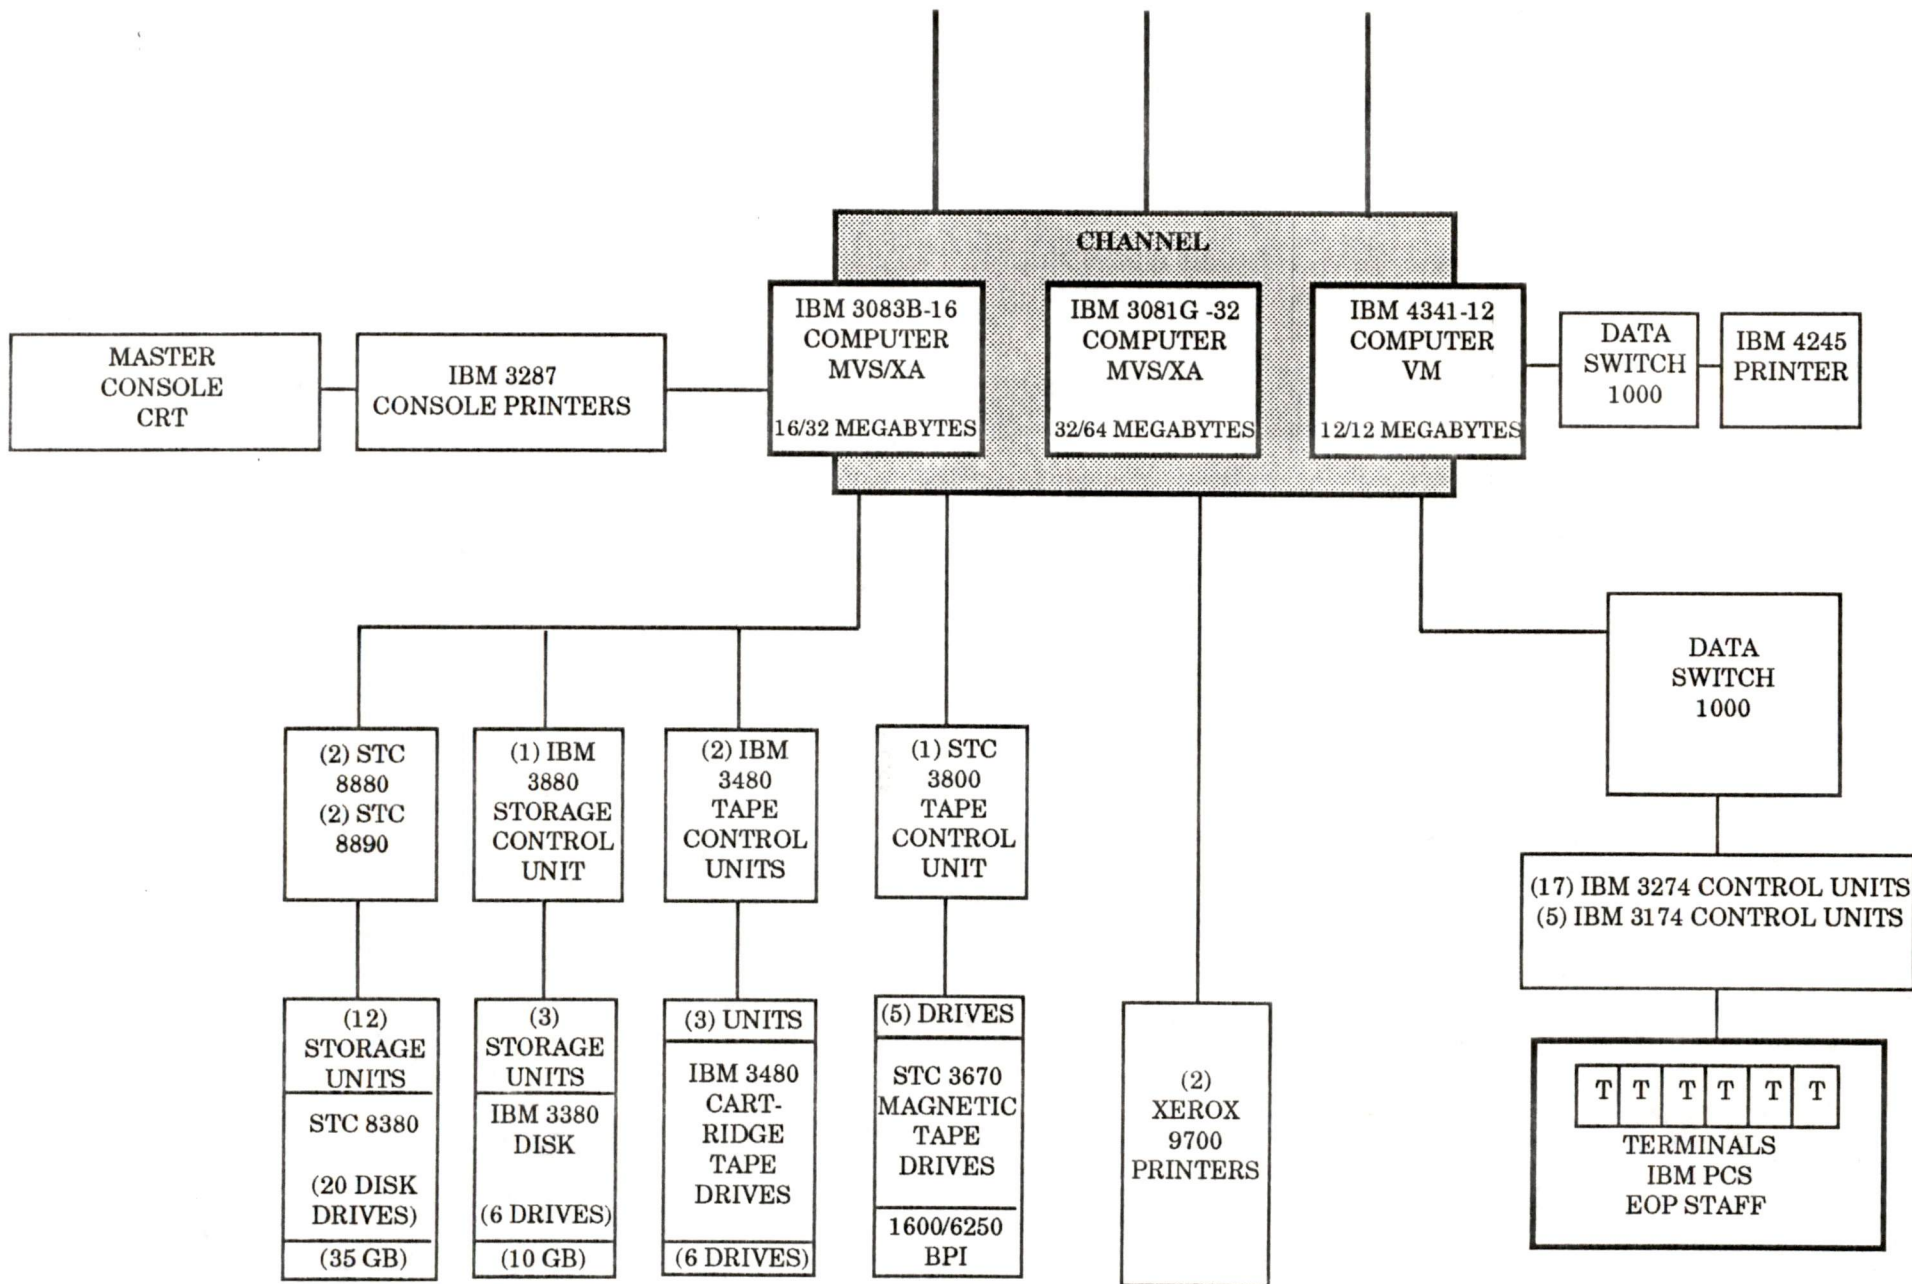 CHANNEL
IBM 3083B-16
COMPUTER
MVS/XA
16/32 MEGABYTES
IBM 3081G -32
COMPUTER
MVS/XA
32/64 MEGABYTES
IBM 4341-12
COMPUTER
VM
12/12 MEGABYTES
MASTER
CONSOLE
CRT
IBM 3287
CONSOLE PRINTERS
DATA
SWITCH
1000
IBM 4245
PRINTER
(2) STC
8880
(2) STC
8890
(1) IBM
3880
STORAGE
CONTROL
UNIT
(2) IBM
3480
TAPE
CONTROL
UNITS
(1) STC
3800
TAPE
CONTROL
UNIT
DATA
SWITCH
1000
(17) IBM 3274 CONTROL UNITS
(5) IBM 3174 CONTROL UNITS
(12)
STORAGE
UNITS
STC 8380
(20 DISK
DRIVES)
(35 GB)
(3)
STORAGE
UNITS
IBM 3380
DISK
(6 DRIVES)
(10 GB)
(3) UNITS
IBM 3480
CART-
RIDGE
TAPE
DRIVES
(6 DRIVES)
(5) DRIVES
STC 3670
MAGNETIC
TAPE
DRIVES
1600/6250
BPI
(2)
XEROX
9700
PRINTERS
T T T T T T
TERMINALS
IBM PCS
EOP STAFF